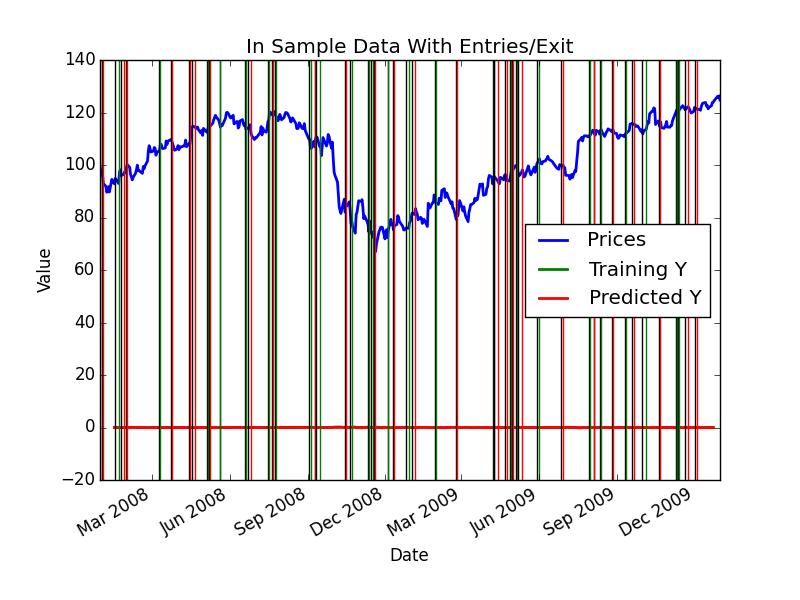 In Sample Data With Entries/Exit
140
120
100
80
60
40
20
0
−20
Value
Prices
Training Y
Predicted Y
Mar 2008
Jun 2008
Sep 2008
Dec 2008
Mar 2009
Jun 2009
Sep 2009
Dec 2009
Date